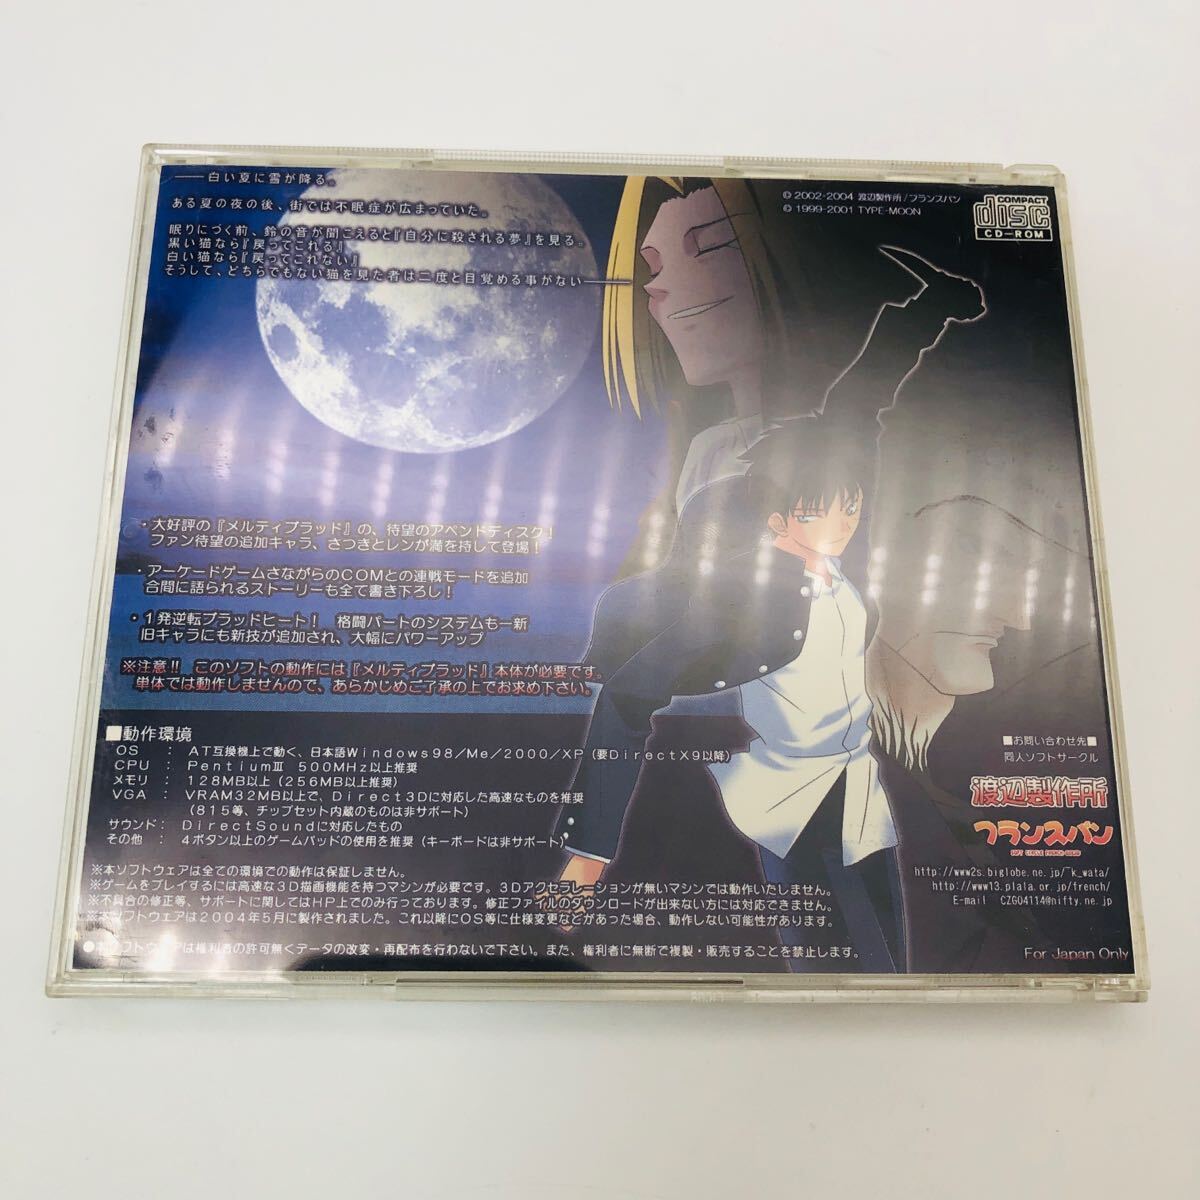 ――白い夏に雪が降る。
ある夏の夜の後、街では不眠症が広まっていた。
眠りにづく前、鈴の音が聞こえると『自分に殺される夢』を見る。
黒い猫なら『戻ってこれる』
白い猫なら『戻ってこれない』
そうして、どちらでもない猫を見た者は二度と目覚める事がない――
© 2002-2004 渡辺製作所/フランスパン
© 1999-2001 TYPE-MOON
COMPACT
disc
CD-ROM
・大好評の『メルティブラッド』の、待望のアペンドディスク!
ファン待望の追加キャラ、さつきとレンが満を持して登場!
・アーケードゲームさながらのCOMとの連戦モードを追加
合間に語られるストーリーも全て書き下ろし!
・1発逆転ブラッドヒート! 格闘パートのシステムも一新
旧キャラにも新技が追加され、大幅にパワーアップ
※注意!! このソフトの動作には『メルティブラッド』本体が必要です。
単体では動作しませんので、あらかじめご了承の上でお求め下さい。
■動作環境
OS : AT互換機上で動く、日本語Windows98/Me/2000/XP(要DirectX9以降)
CPU : PentiumⅢ 500MHz以上推奨
メモリ : 128MB以上(256MB以上推奨)
VGA : VRAM32MB以上で、Direct3Dに対応した高速なものを推奨
(815等、チップセット内蔵のものは非サポート)
サウンド: DirectSoundに対応したもの
その他 : 4ボタン以上のゲームパッドの使用を推奨(キーボードは非サポート)
※本ソフトウェアは全ての環境での動作は保証しません。
※ゲームをプレイするには高速な3D描画機能を持つマシンが必要です。3Dアクセラレーションが無いマシンでは動作いたしません。
※不具合の修正等、サポートに関してはHP上でのみ行っております。修正ファイルのダウンロードが出来ない方には対応できません。
※本ソフトウェアは2004年5月に製作されました。これ以降にOS等に仕様変更などがあった場合、動作しない可能性があります。
●本ソフトウェアは権利者の許可無くデータの改変・再配布を行わないで下さい。また、権利者に無断で複製・販売することを禁止します。
■お問い合わせ先■
同人ソフトサークル
渡辺製作所
フランスパン
SOFT CIRCLE FRENCH-BREAD
http://www2s.biglobe.ne.jp/~k_wata/
http://www13.plala.or.jp/french/
E-mail CZG04114@nifty.ne.jp
For Japan Only